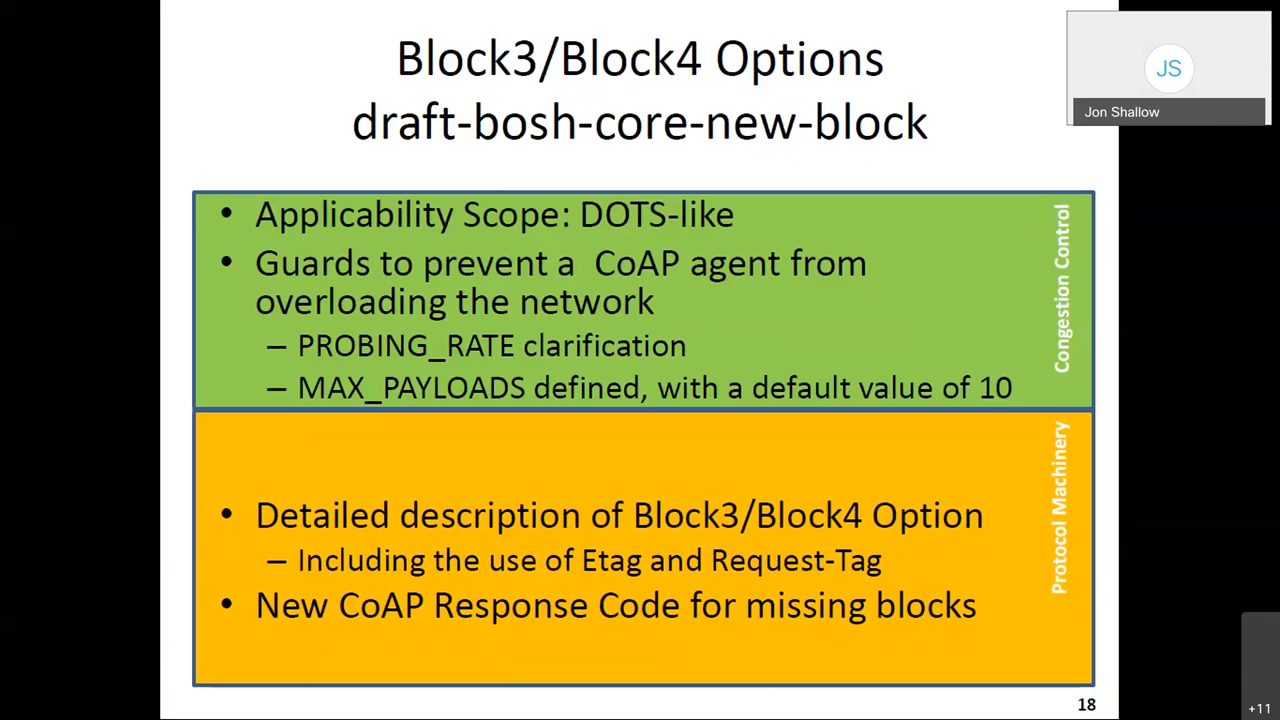 Block3/Block4 Options
draft-bosh-core-new-block
JS
Jon Shallow
• Applicability Scope: DOTS-like
• Guards to prevent a  CoAP agent from
overloading the network
– PROBING_RATE clarification
– MAX_PAYLOADS defined, with a default value of 10
Congestion Control
• Detailed description of Block3/Block4 Option
– Including the use of Etag and Request-Tag
• New CoAP Response Code for missing blocks
Protocol Machinery
18
+11